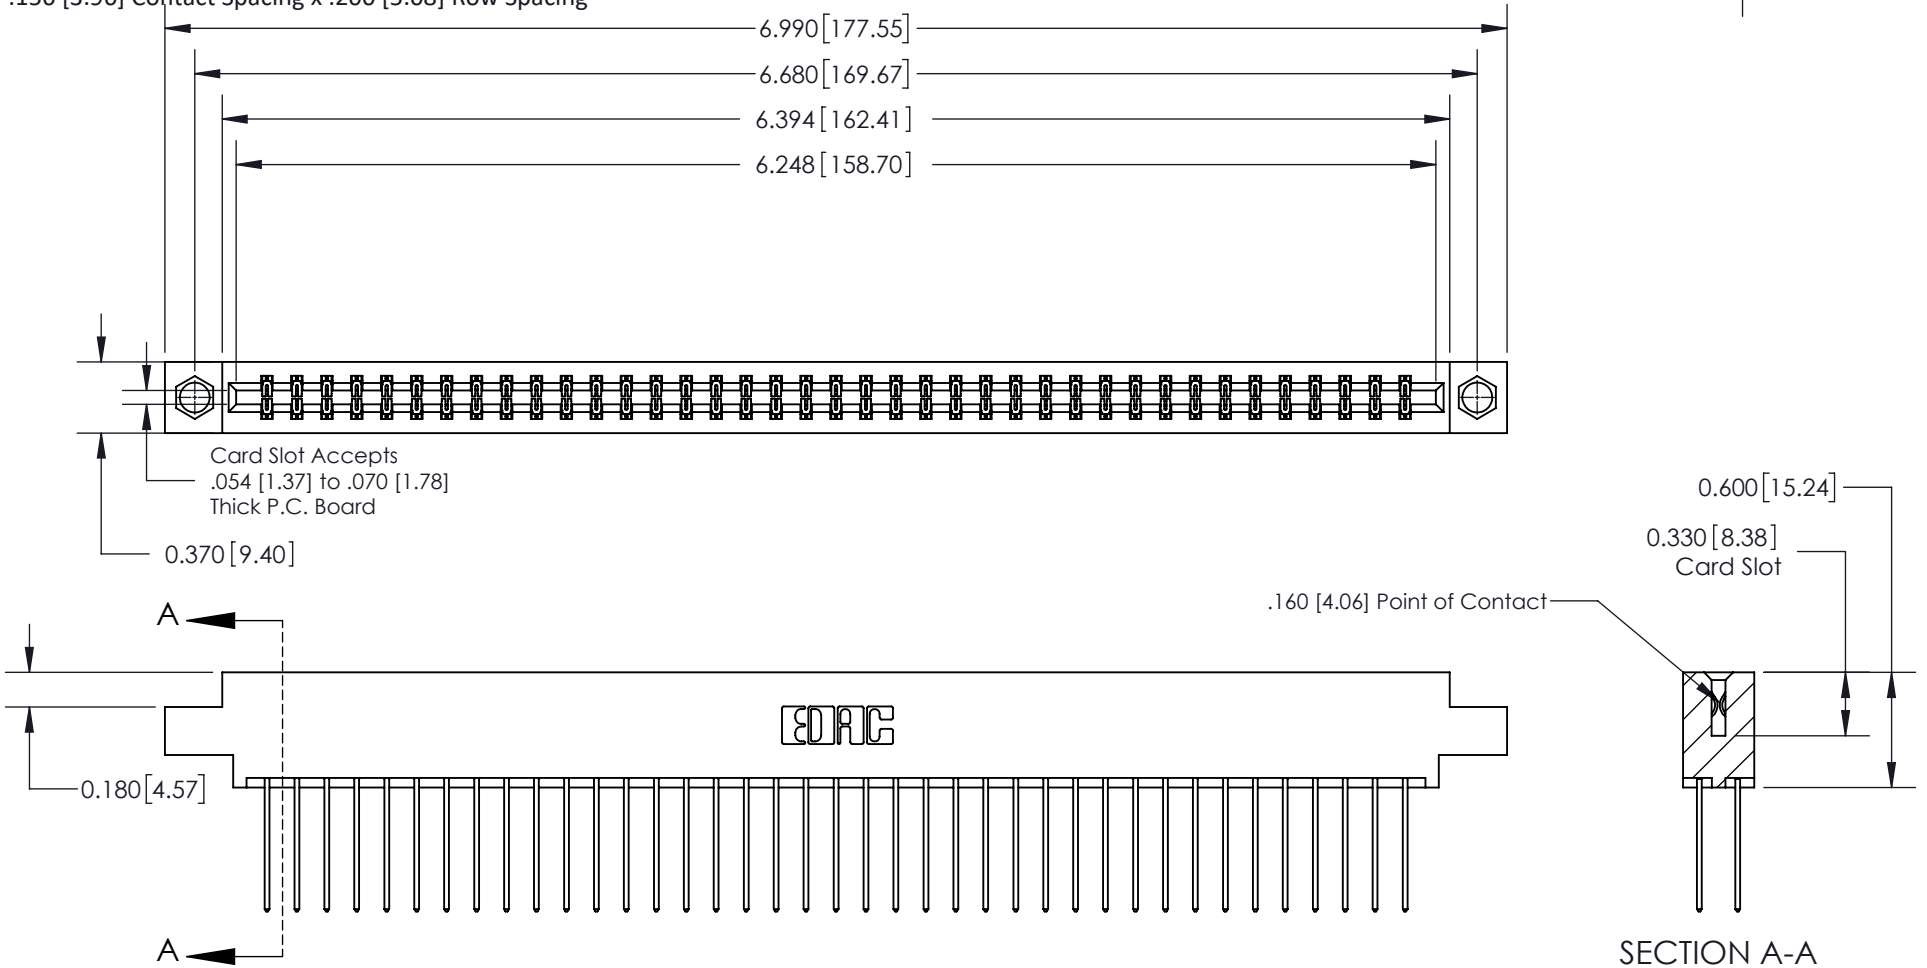 .156 [3.96] Contact Spacing x .200 [5.08] Row Spacing
6.990[177.55]
6.680[169.67]
6.394[162.41]
6.248[158.70]
Card Slot Accepts
.054 [1.37] to .070 [1.78]
Thick P.C. Board
0.370[9.40]
0.600[15.24]
0.330[8.38]
Card Slot
.160 [4.06] Point of Contact
A
0.180[4.57]
EDAC
A
SECTION A-A